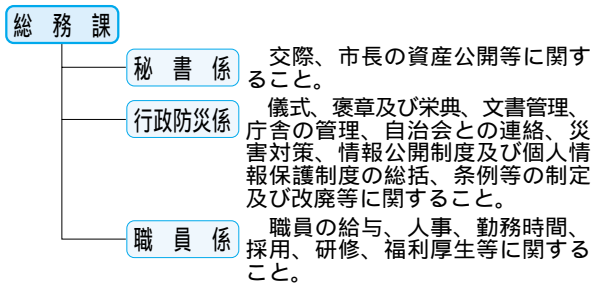 総務課
秘書係
交際、市長の資産公開等に関す
ること。
行政防災係
儀式、褒章及び栄典、文書管理、
庁舎の管理、自治会との連絡、災
害対策、情報公開制度及び個人情
報保護制度の総括、条例等の制定
及び改廃等に関すること。
職員係
職員の給与、人事、勤務時間、
採用、研修、福利厚生等に関する
こと。